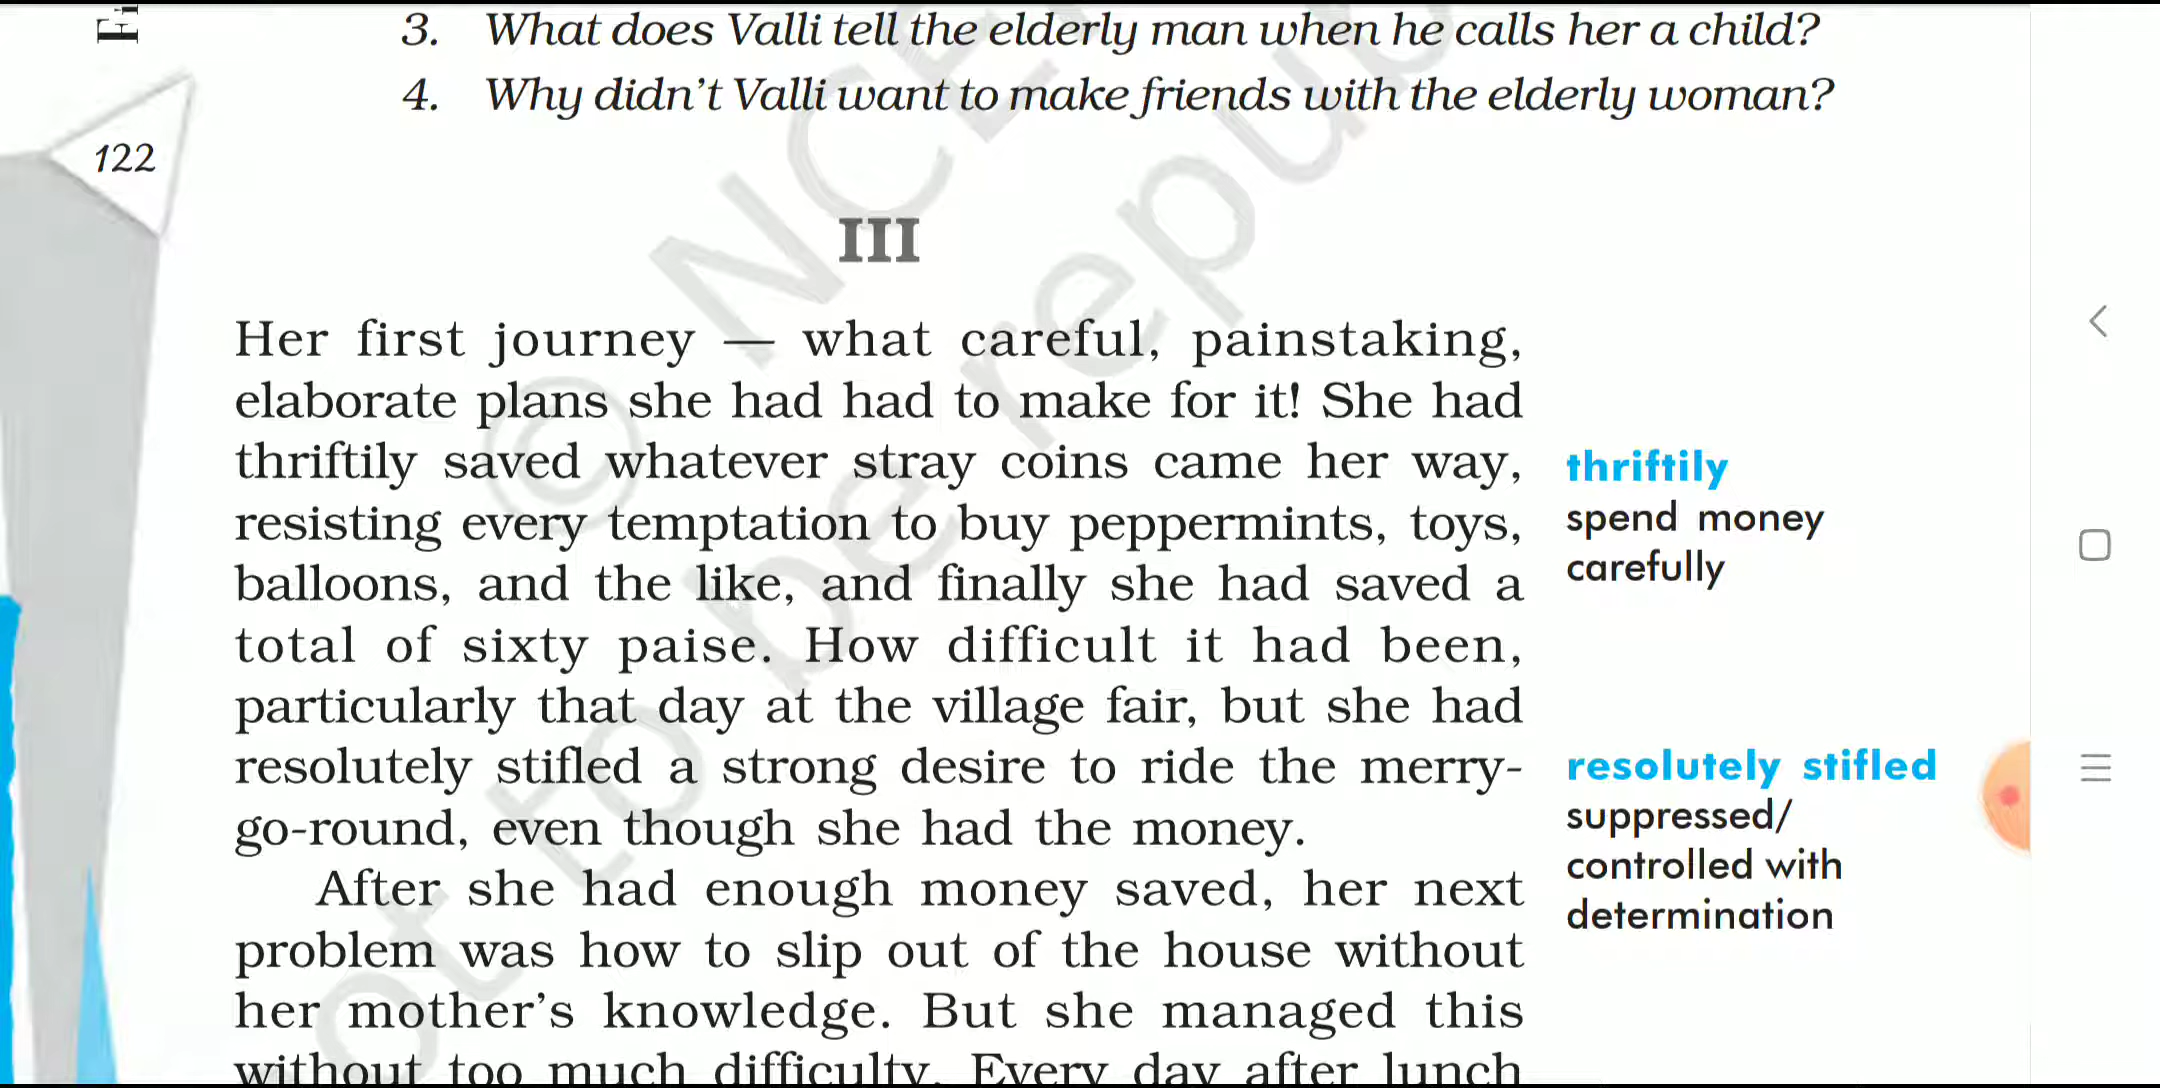 3. What does Valli tell the elderly man when he calls her a child?
4. Why didn't Valli want to make friends with the elderly woman?
122
III
Her first journey — what careful, painstaking,
elaborate plans she had had to make for it! She had
thriftily saved whatever stray coins came her way,
resisting every temptation to buy peppermints, toys,
balloons, and the like, and finally she had saved a
total of sixty paise. How difficult it had been,
particularly that day at the village fair, but she had
resolutely stifled a strong desire to ride the merry-
go-round, even though she had the money.
After she had enough money saved, her next
problem was how to slip out of the house without
her mother's knowledge. But she managed this
without too much difficulty. Every day after lunch
thriftily
spend money
carefully
resolutely stifled
suppressed/
controlled with
determination
© NCE
not to be repub